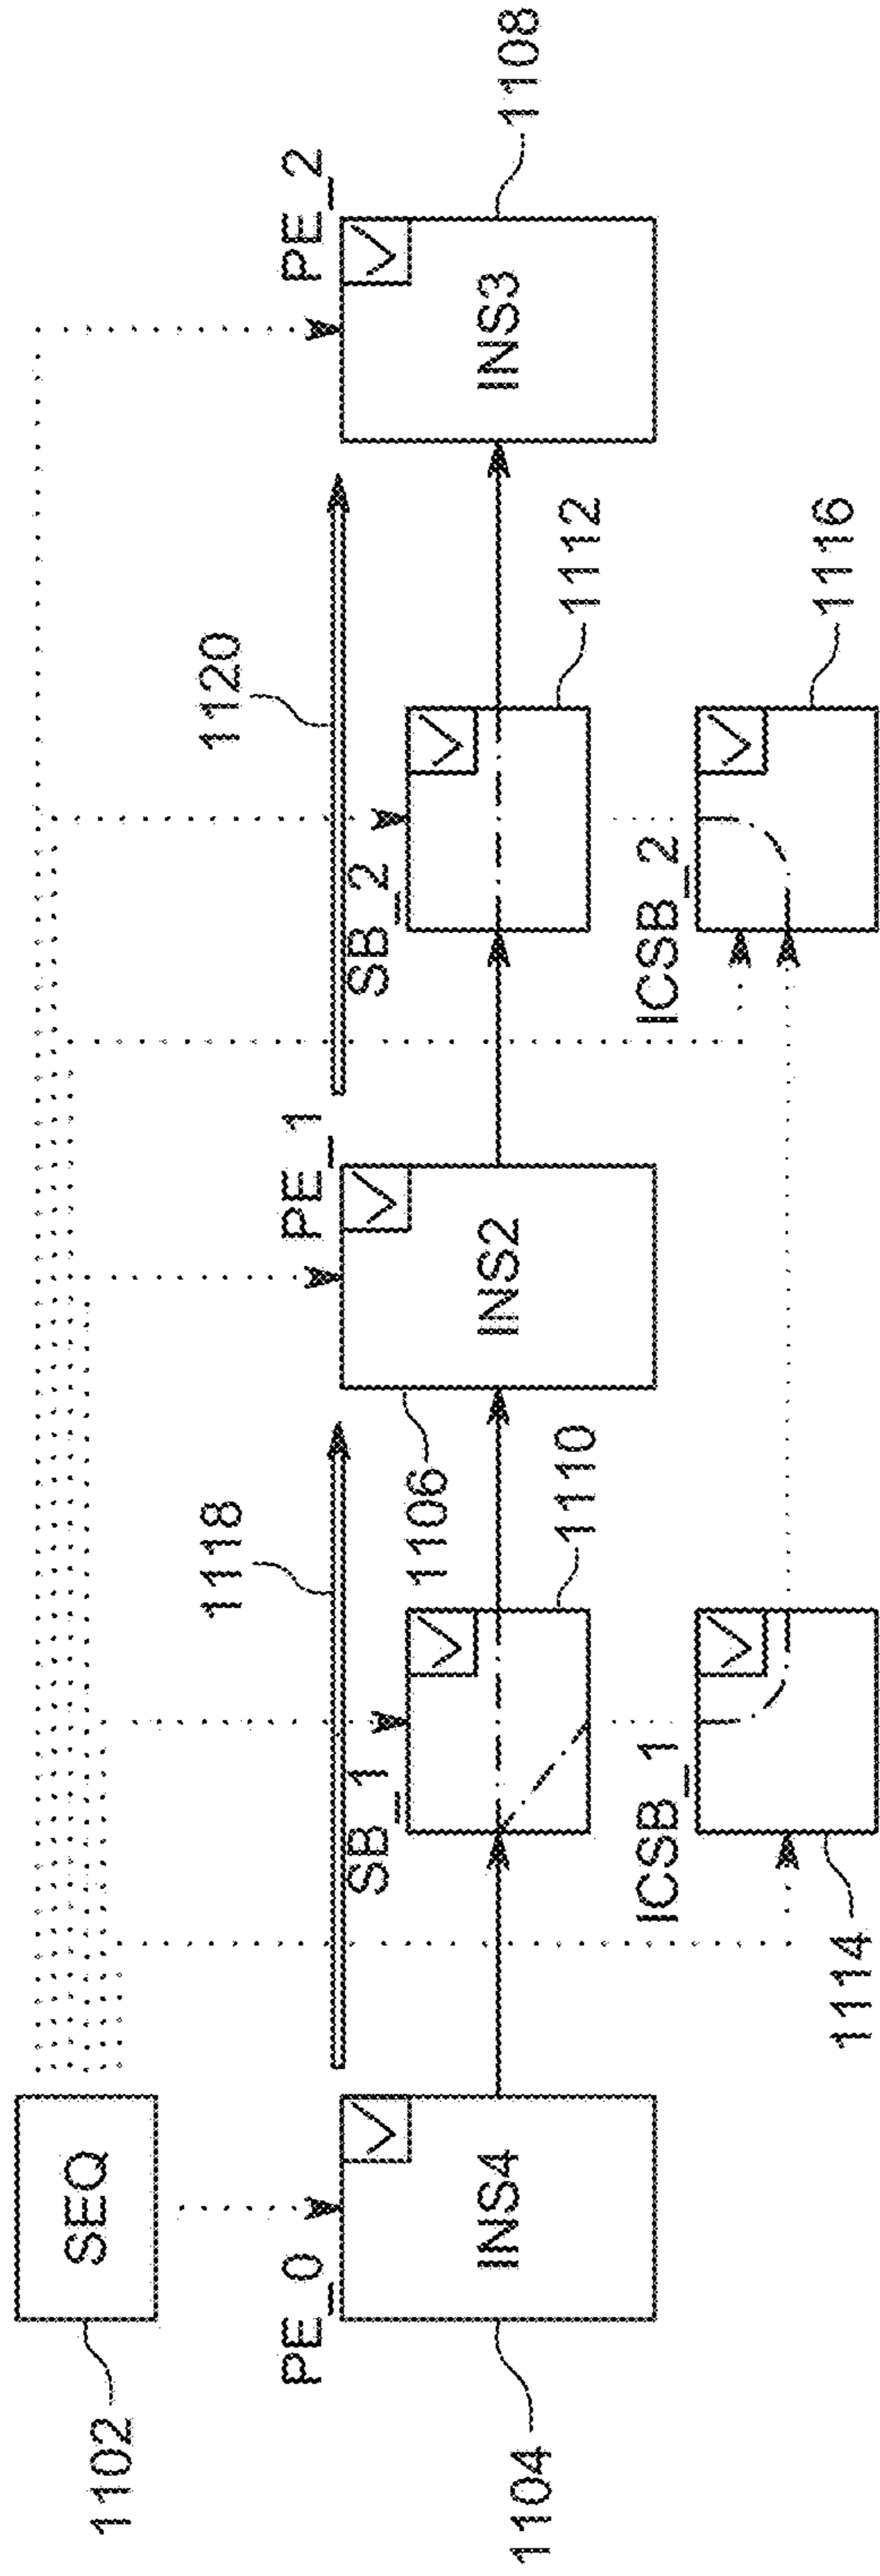 1102
SEQ
PE_0
INS4
1104
1118
SB_1
1110
ICSB_1
1114
PE_1
INS2
1106
1120
SB_2
1112
ICSB_2
1116
PE_2
INS3
1108
V
V
V
V
V
V
V